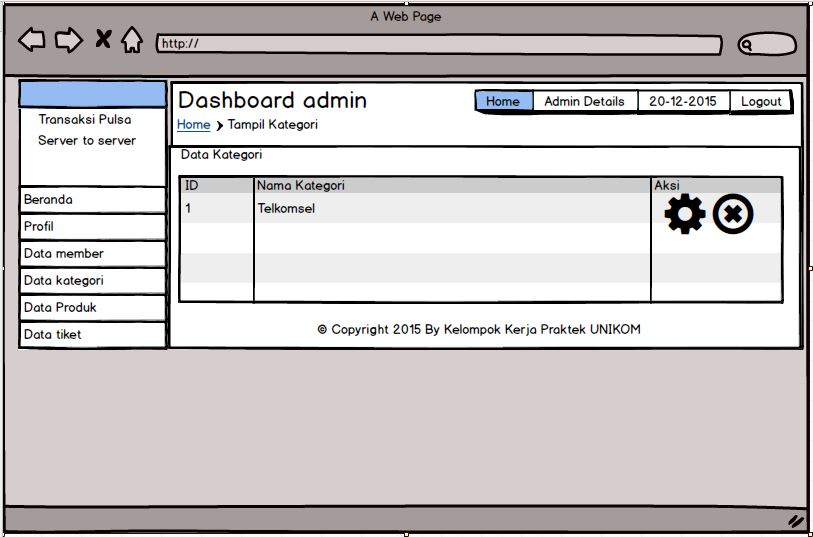 A Web Page
http://
Transaksi Pulsa
Server to server
Beranda
Profil
Data member
Data kategori
Data Produk
Data tiket
Dashboard admin
Home Admin Details 20-12-2015 Logout
Home Tampil Kategori
Data Kategori
ID Nama Kategori Aksi
1 Telkomsel
© Copyright 2015 By Kelompok Kerja Praktek UNIKOM